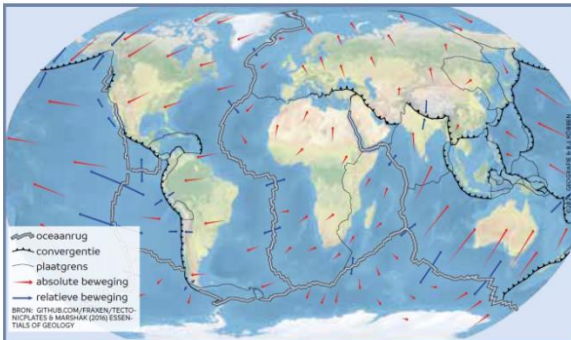 oceaanrug
convergentie
plaatgrens
absolute beweging
relatieve beweging
BRON: GITHUB.COM/FRAXEN/TECTO-
NICPLATES & MARSHAK (2016) ESSEN-
TIALS OF GEOLOGY